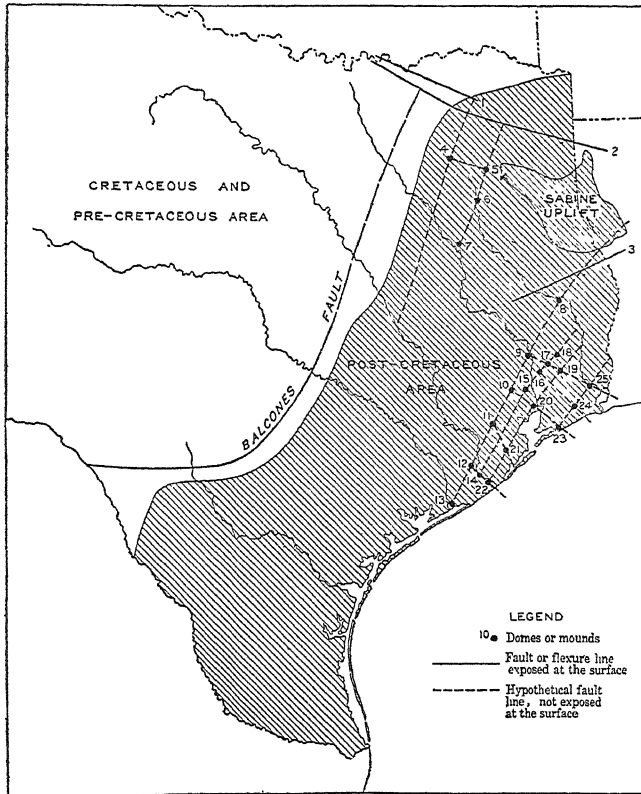 1
2
4
5
CRETACEOUS AND
PRE-CRETACEOUS AREA
SABINE
UPLIFT
6
7
3
8
BALCONES FAULT
POST-CRETACEOUS
AREA
9
17
18
10
15
16
19
25
20
24
11
23
21
12
14
22
13
LEGEND
10 Domes or mounds
Fault or flexure line
exposed at the surface
Hypothetical fault
line, not exposed
at the surface